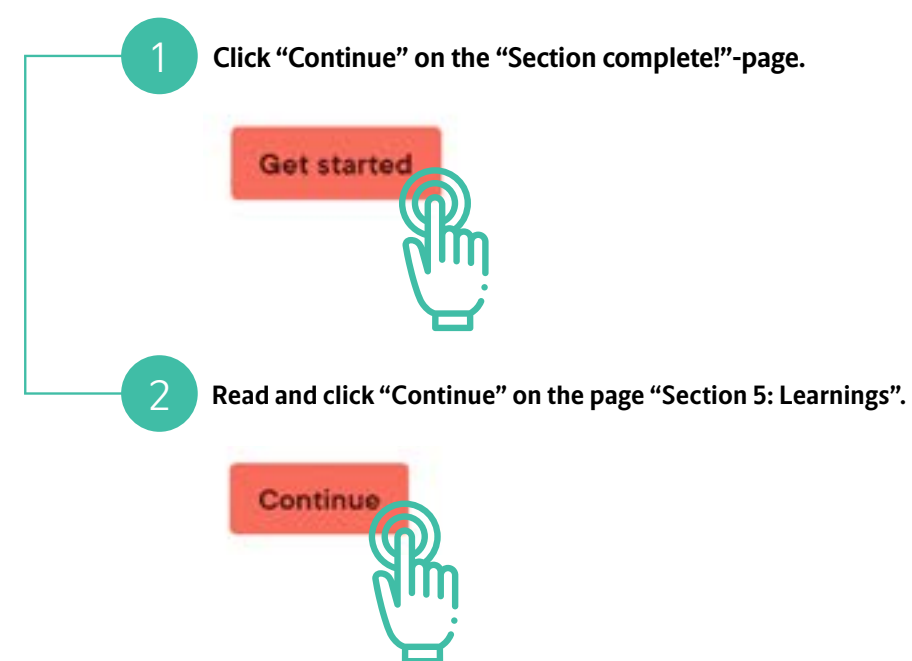 1 Click “Continue” on the “Section complete!”-page.
Get started
2 Read and click “Continue” on the page “Section 5: Learnings”.
Continue